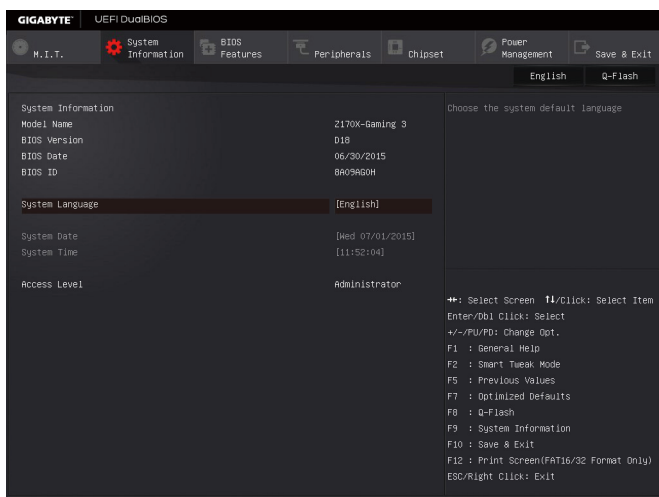 GIGABYTE™ UEFI DualBIOS
M.I.T.
System Information
BIOS Features
Peripherals
Chipset
Power Management
Save & Exit
English Q-Flash
System Information
Model Name Z170X-Gaming 3
BIOS Version D18
BIOS Date 06/30/2015
BIOS ID 8A09AG0H
System Language [English]
System Date [Wed 07/01/2015]
System Time [11:52:04]
Access Level Administrator
Choose the system default language
→←: Select Screen ↑↓/Click: Select Item
Enter/Dbl Click: Select
+/-/PU/PD: Change Opt.
F1 : General Help
F2 : Smart Tweak Mode
F5 : Previous Values
F7 : Optimized Defaults
F8 : Q-Flash
F9 : System Information
F10 : Save & Exit
F12 : Print Screen(FAT16/32 Format Only)
ESC/Right Click: Exit